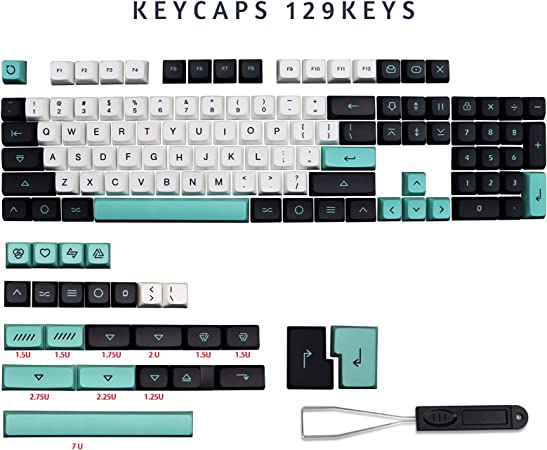 KEYCAPS 129KEYS
F1 F2 F3 F4 F5 F6 F7 F8 F9 F10 F11 F12
! @ # $ % ^ & * ( ) _ +
1 2 3 4 5 6 7 8 9 0 - =
Q W E R T Y U I O P { } |
[ ] \
7 8 9 +
A S D F G H J K L : "
; '
4 5 6
Z X C V B N M < > ?
, . /
1 2 3
0 .
< > | \
1.5U 1.5U 1.75U 2 U 1.5U 1.5U
2.75U 2.25U 1.25U
7 U